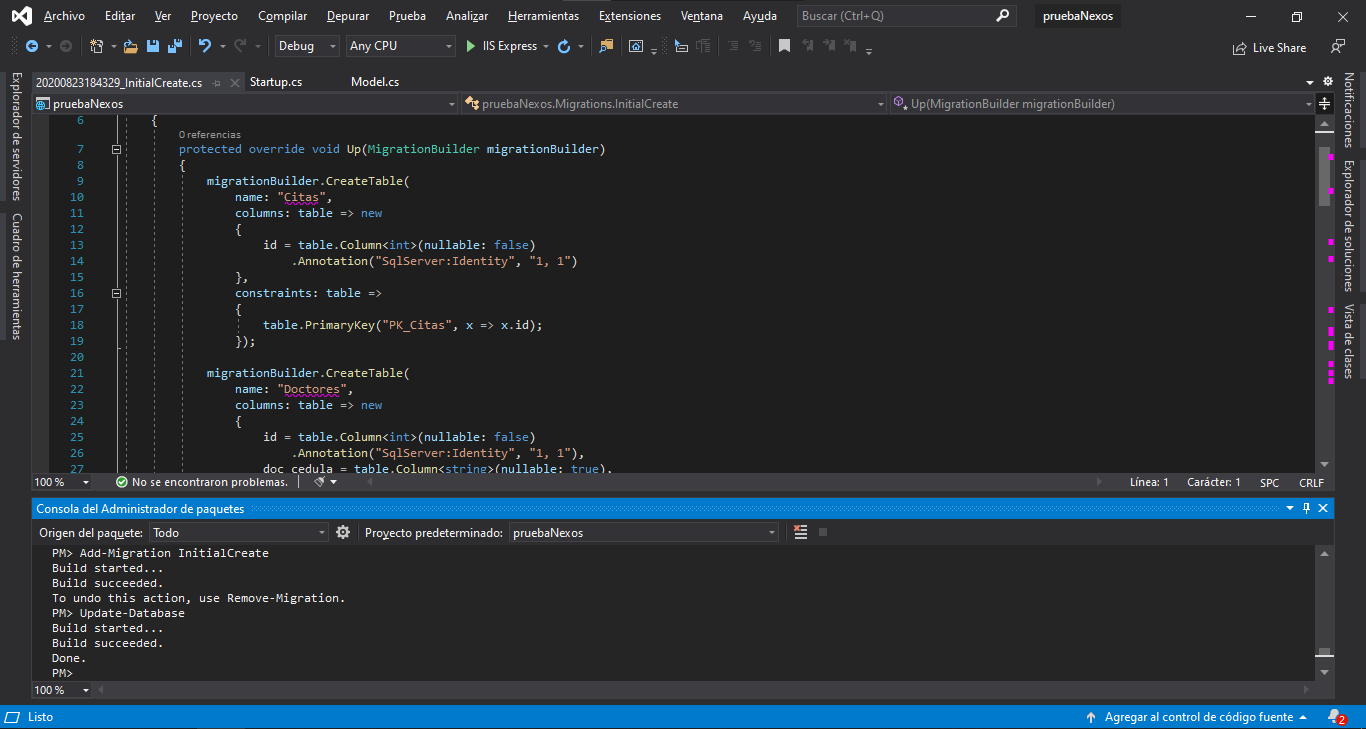 Archivo Editar Ver Proyecto Compilar Depurar Prueba Analizar Herramientas Extensiones Ventana Ayuda Buscar (Ctrl+Q) pruebaNexos
Debug Any CPU IIS Express Live Share
20200823184329_InitialCreate.cs Startup.cs Model.cs
pruebaNexos pruebaNexos.Migrations.InitialCreate Up(MigrationBuilder migrationBuilder)
Explorador de servidores
Cuadro de herramientas
6 {
0 referencias
7 protected override void Up(MigrationBuilder migrationBuilder)
8 {
9 migrationBuilder.CreateTable(
10 name: "Citas",
11 columns: table => new
12 {
13 id = table.Column<int>(nullable: false)
14 .Annotation("SqlServer:Identity", "1, 1")
15 },
16 constraints: table =>
17 {
18 table.PrimaryKey("PK_Citas", x => x.id);
19 });
20
21 migrationBuilder.CreateTable(
22 name: "Doctores",
23 columns: table => new
24 {
25 id = table.Column<int>(nullable: false)
26 .Annotation("SqlServer:Identity", "1, 1"),
27 doc_cedula = table.Column<string>(nullable: true),
Notificaciones
Explorador de soluciones
Vista de clases
100 % No se encontraron problemas. Línea: 1 Carácter: 1 SPC CRLF
Consola del Administrador de paquetes
Origen del paquete: Todo Proyecto predeterminado: pruebaNexos
PM> Add-Migration InitialCreate
Build started...
Build succeeded.
To undo this action, use Remove-Migration.
PM> Update-Database
Build started...
Build succeeded.
Done.
PM>
100 %
Listo Agregar al control de código fuente 2